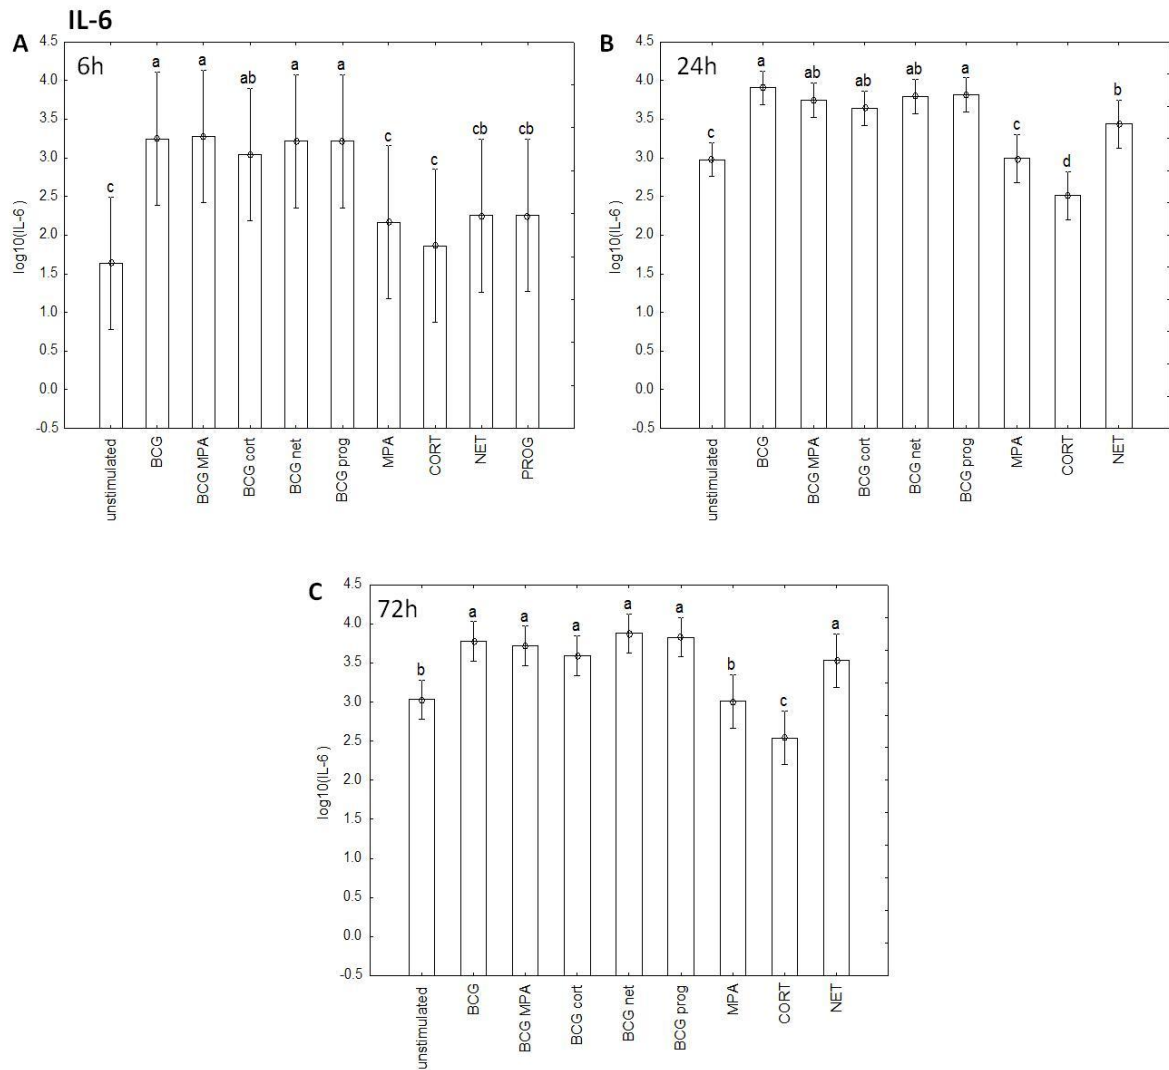 IL-6
A
6h
log10(IL-6 )
4.5
4.0
3.5
3.0
2.5
2.0
1.5
1.0
0.5
0.0
-0.5
c
a
a
ab
a
a
c
c
cb
cb
unstimulated
BCG
BCG MPA
BCG cort
BCG net
BCG prog
MPA
CORT
NET
PROG
B
24h
log10(IL-6 )
4.5
4.0
3.5
3.0
2.5
2.0
1.5
1.0
0.5
0.0
-0.5
c
a
ab
ab
ab
a
c
d
b
unstimulated
BCG
BCG MPA
BCG cort
BCG net
BCG prog
MPA
CORT
NET
C
72h
log10(IL-6 )
4.5
4.0
3.5
3.0
2.5
2.0
1.5
1.0
0.5
0.0
-0.5
b
a
a
a
a
a
b
c
a
unstimulated
BCG
BCG MPA
BCG cort
BCG net
BCG prog
MPA
CORT
NET